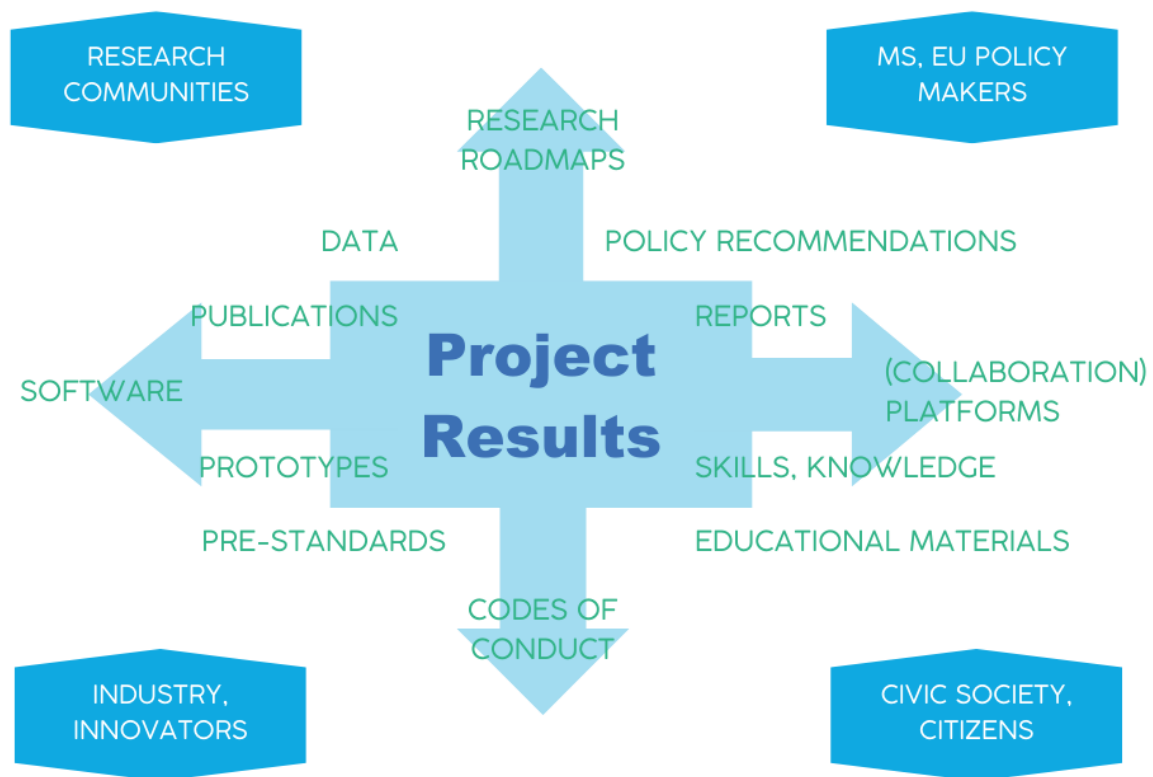 RESEARCH
COMMUNITIES
MS, EU POLICY
MAKERS
RESEARCH
ROADMAPS
DATA
POLICY RECOMMENDATIONS
PUBLICATIONS
REPORTS
Project
Results
SOFTWARE
(COLLABORATION)
PLATFORMS
PROTOTYPES
SKILLS, KNOWLEDGE
PRE-STANDARDS
EDUCATIONAL MATERIALS
CODES OF
CONDUCT
INDUSTRY,
INNOVATORS
CIVIC SOCIETY,
CITIZENS